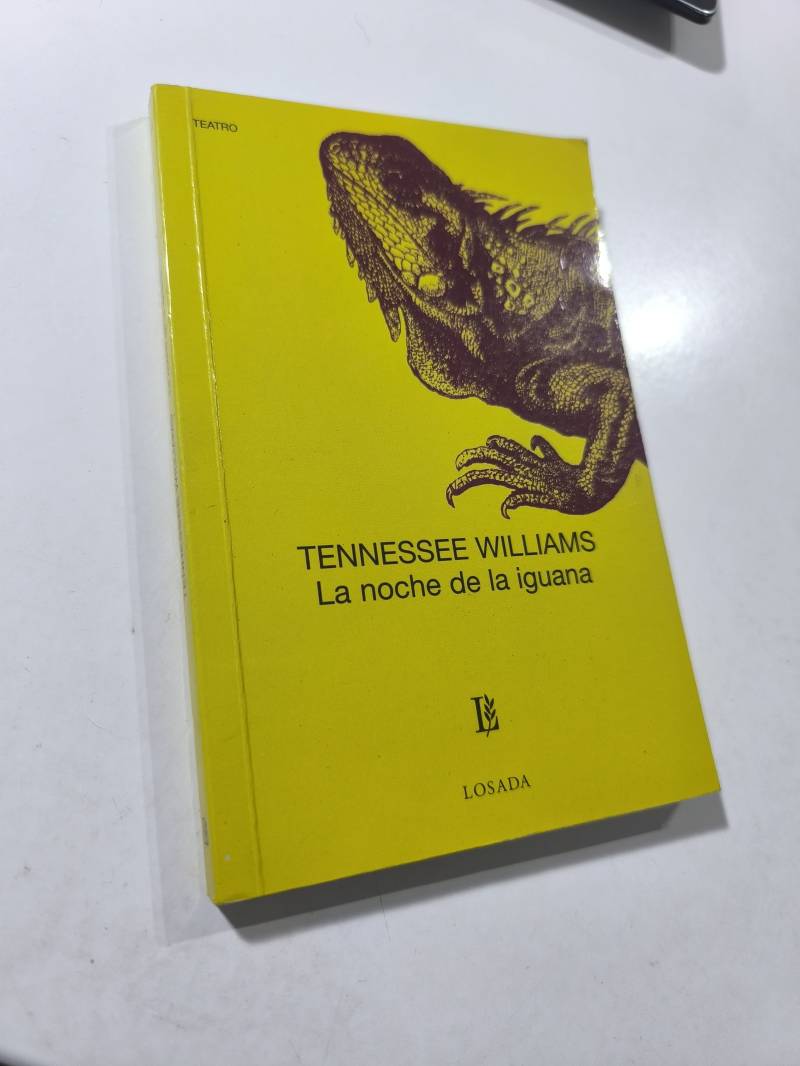 TEATRO
TENNESSEE WILLIAMS
La noche de la iguana
L
LOSADA